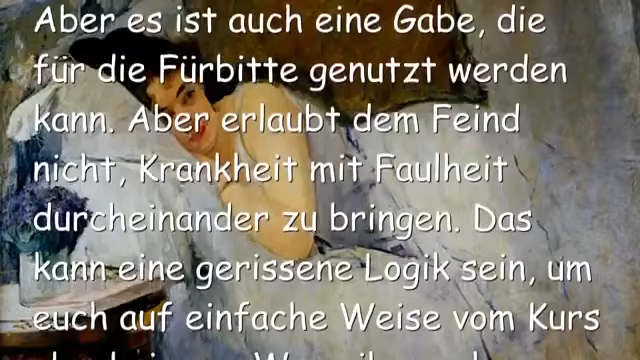 Aber es ist auch eine Gabe, die
für die Fürbitte genutzt werden
kann. Aber erlaubt dem Feind
nicht, Krankheit mit Faulheit
durcheinander zu bringen. Das
kann eine gerissene Logik sein, um
euch auf einfache Weise vom Kurs